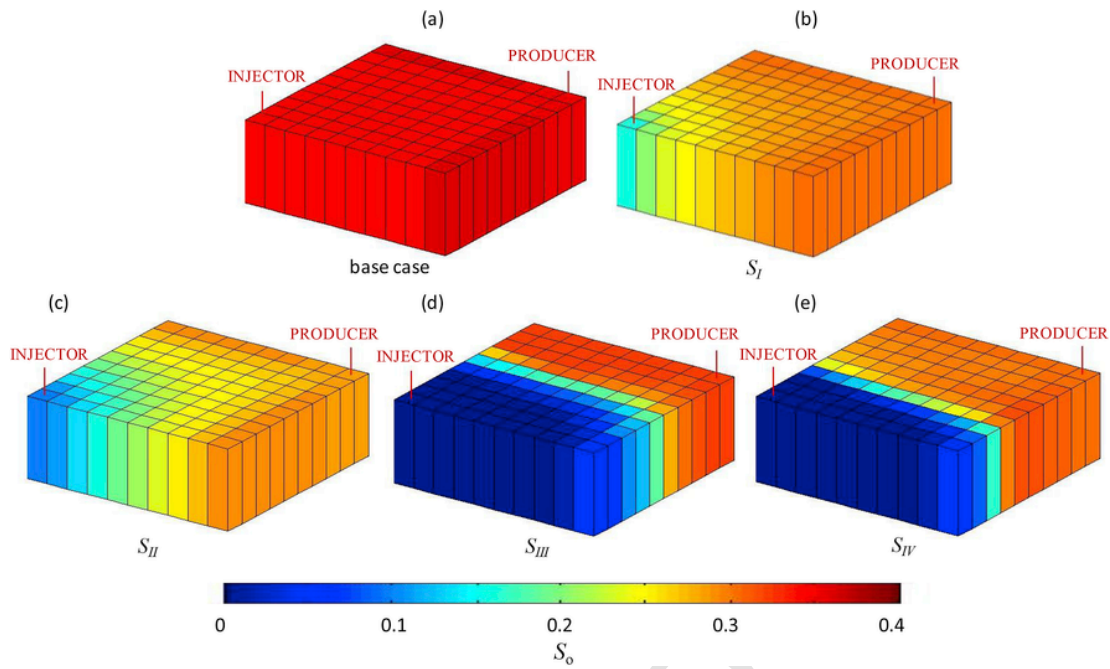 (a)
(b)
INJECTOR
PRODUCER
INJECTOR
PRODUCER
base case
S_I
(c)
(d)
(e)
INJECTOR
PRODUCER
INJECTOR
PRODUCER
INJECTOR
PRODUCER
S_II
S_III
S_IV
0 0.1 0.2 0.3 0.4
S_o